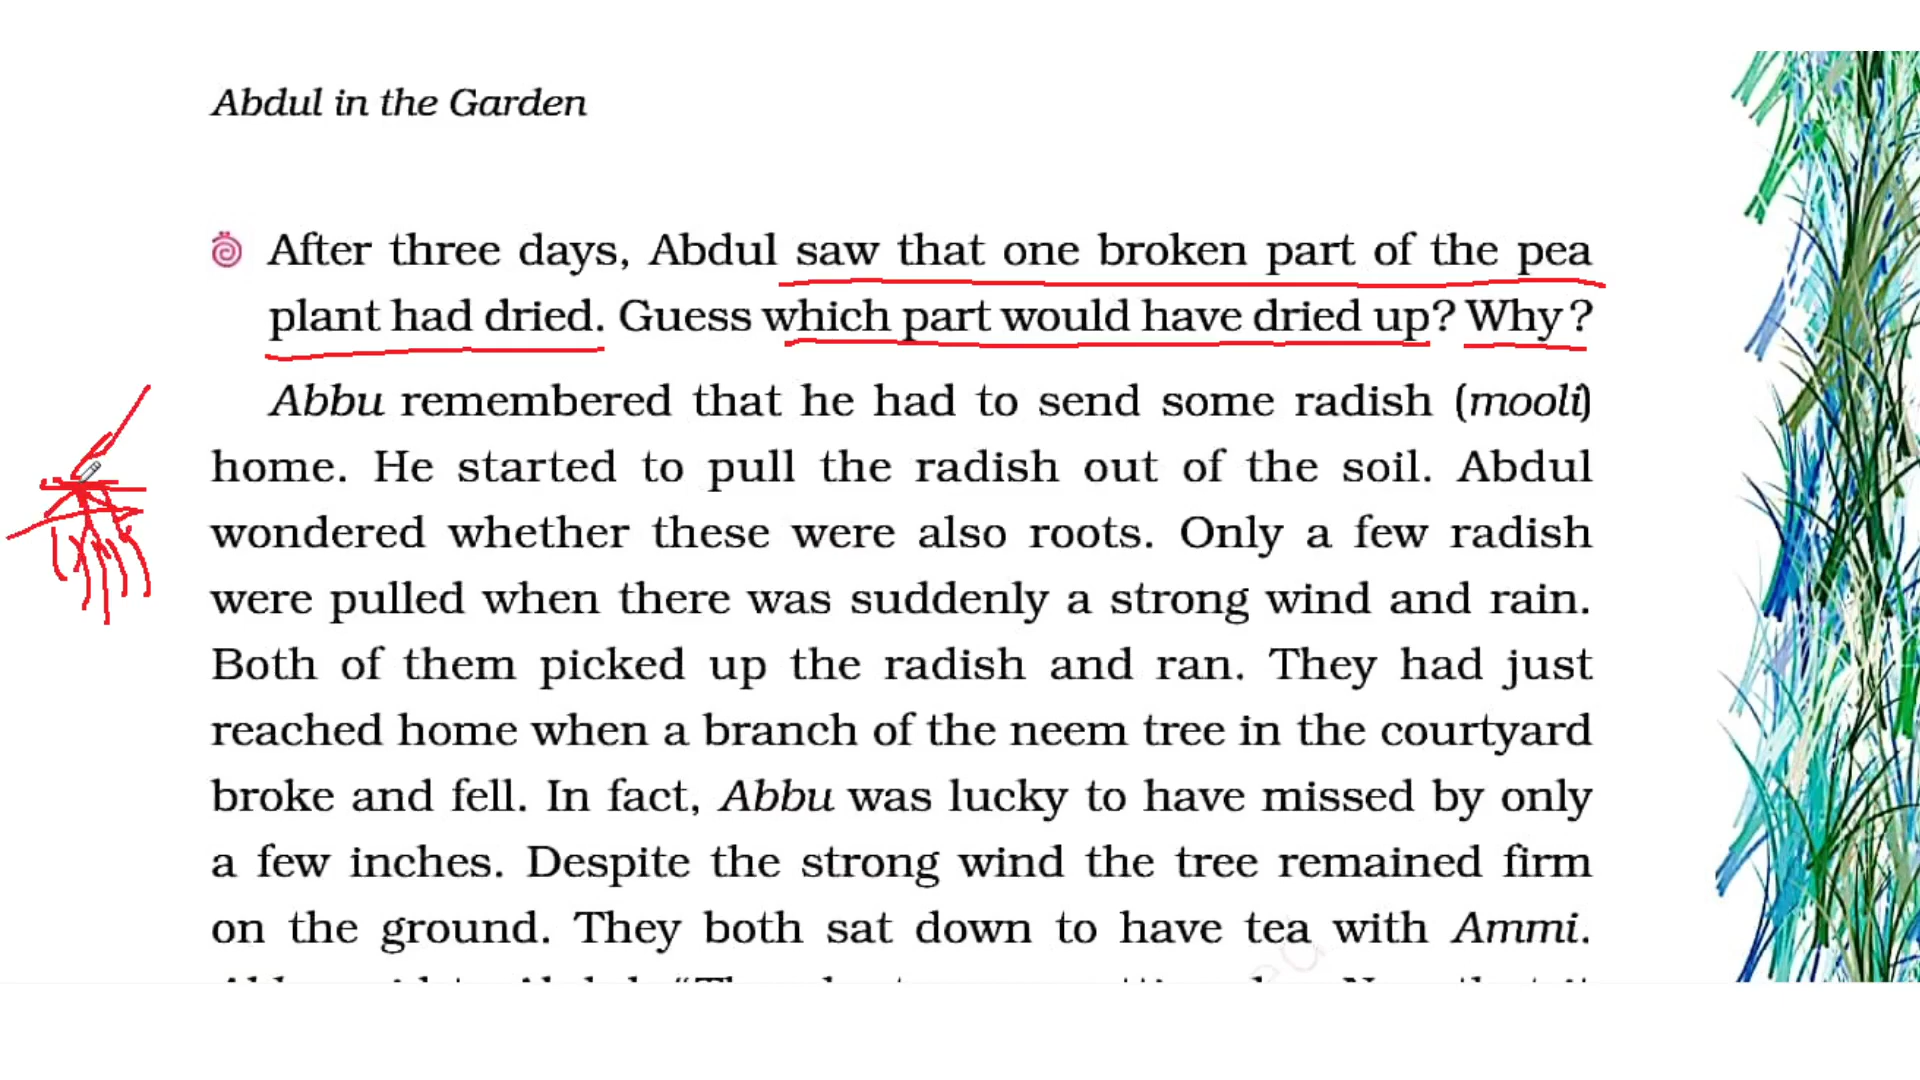 Abdul in the Garden
After three days, Abdul saw that one broken part of the pea
plant had dried. Guess which part would have dried up? Why?
Abbu remembered that he had to send some radish (mooli)
home. He started to pull the radish out of the soil. Abdul
wondered whether these were also roots. Only a few radish
were pulled when there was suddenly a strong wind and rain.
Both of them picked up the radish and ran. They had just
reached home when a branch of the neem tree in the courtyard
broke and fell. In fact, Abbu was lucky to have missed by only
a few inches. Despite the strong wind the tree remained firm
on the ground. They both sat down to have tea with Ammi.